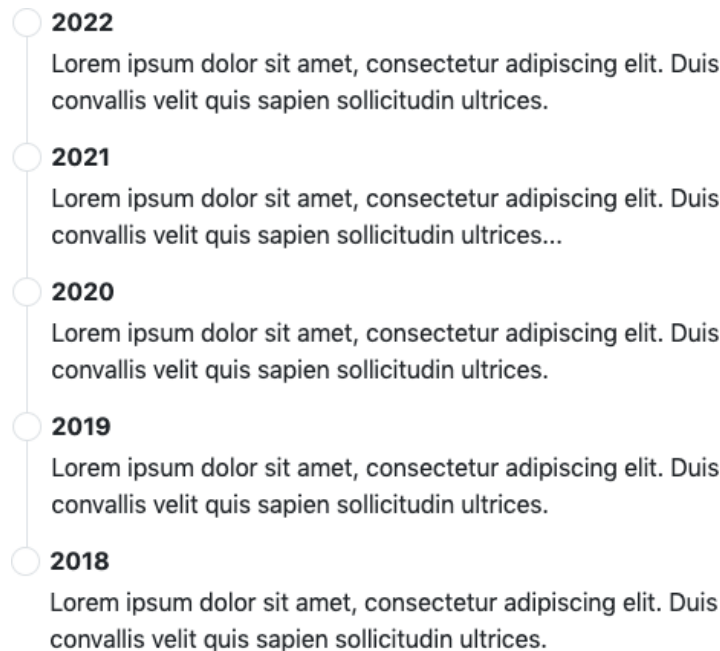 2022
Lorem ipsum dolor sit amet, consectetur adipiscing elit. Duis
convallis velit quis sapien sollicitudin ultrices.
2021
Lorem ipsum dolor sit amet, consectetur adipiscing elit. Duis
convallis velit quis sapien sollicitudin ultrices...
2020
Lorem ipsum dolor sit amet, consectetur adipiscing elit. Duis
convallis velit quis sapien sollicitudin ultrices.
2019
Lorem ipsum dolor sit amet, consectetur adipiscing elit. Duis
convallis velit quis sapien sollicitudin ultrices.
2018
Lorem ipsum dolor sit amet, consectetur adipiscing elit. Duis
convallis velit quis sapien sollicitudin ultrices.